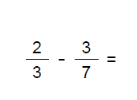 2/3 - 3/7 =